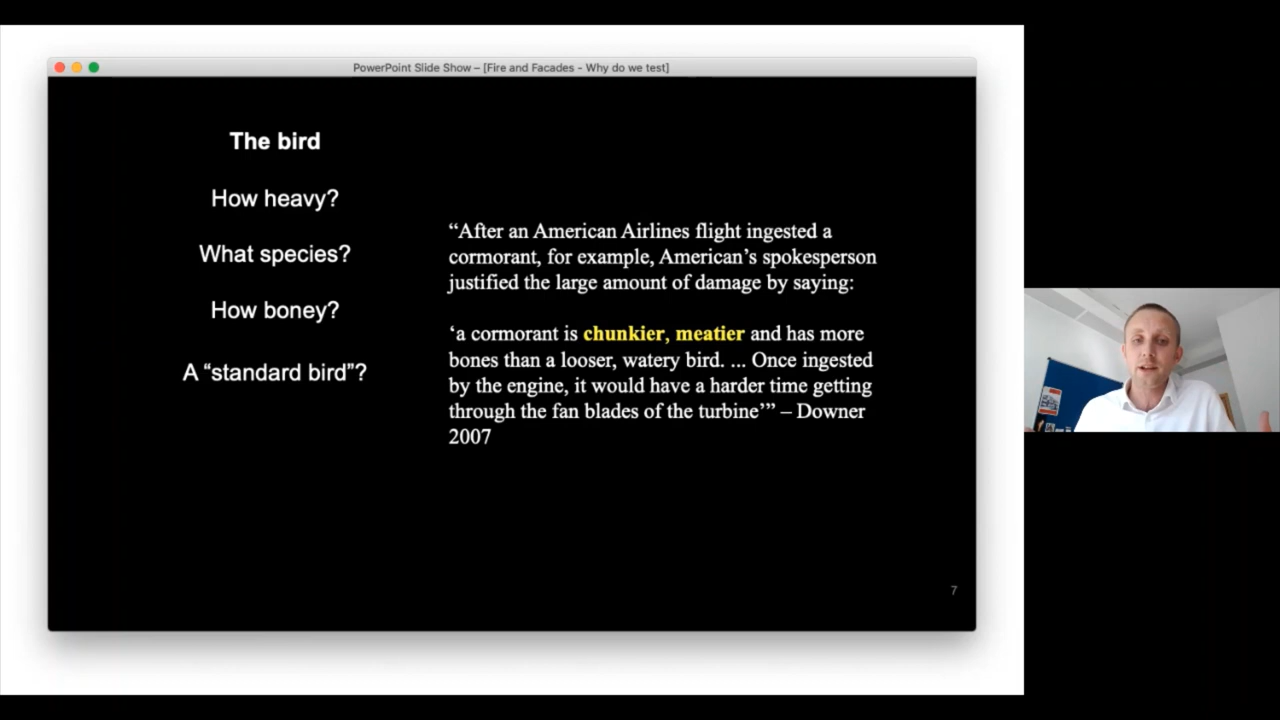 PowerPoint Slide Show – [Fire and Facades - Why do we test]
The bird
How heavy?
What species?
How boney?
A “standard bird”?
“After an American Airlines flight ingested a
cormorant, for example, American’s spokesperson
justified the large amount of damage by saying:
‘a cormorant is chunkier, meatier and has more
bones than a looser, watery bird. ... Once ingested
by the engine, it would have a harder time getting
through the fan blades of the turbine’” – Downer
2007
7